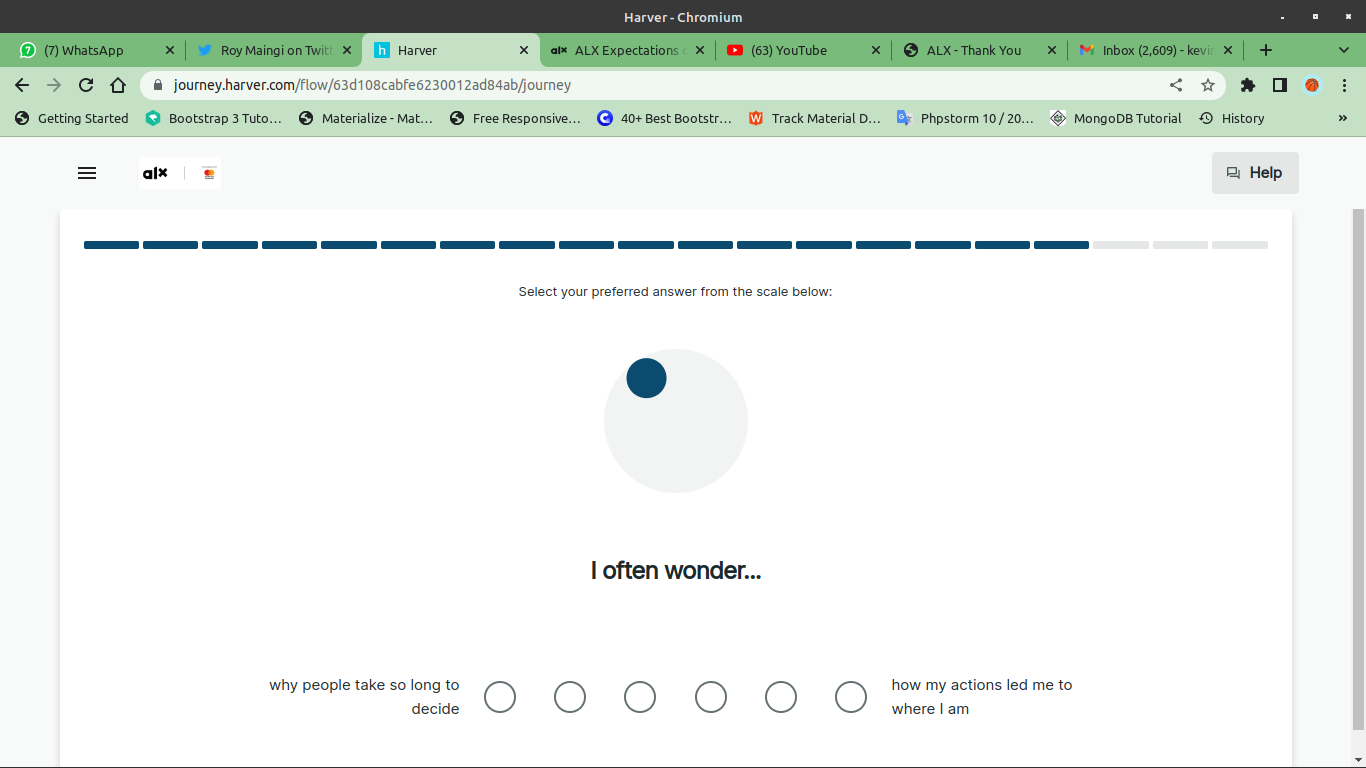 Harver - Chromium
(7) WhatsApp
Roy Maingi on Twitt
Harver
ALX Expectations o
(63) YouTube
ALX - Thank You
Inbox (2,609) - kevin
journey.harver.com/flow/63d108cabfe6230012ad84ab/journey
Getting Started
Bootstrap 3 Tuto…
Materialize - Mat…
Free Responsive…
40+ Best Bootstr…
Track Material D…
Phpstorm 10 / 20…
MongoDB Tutorial
History
»
alx
Help
Select your preferred answer from the scale below:
I often wonder...
why people take so long to
decide
how my actions led me to
where I am